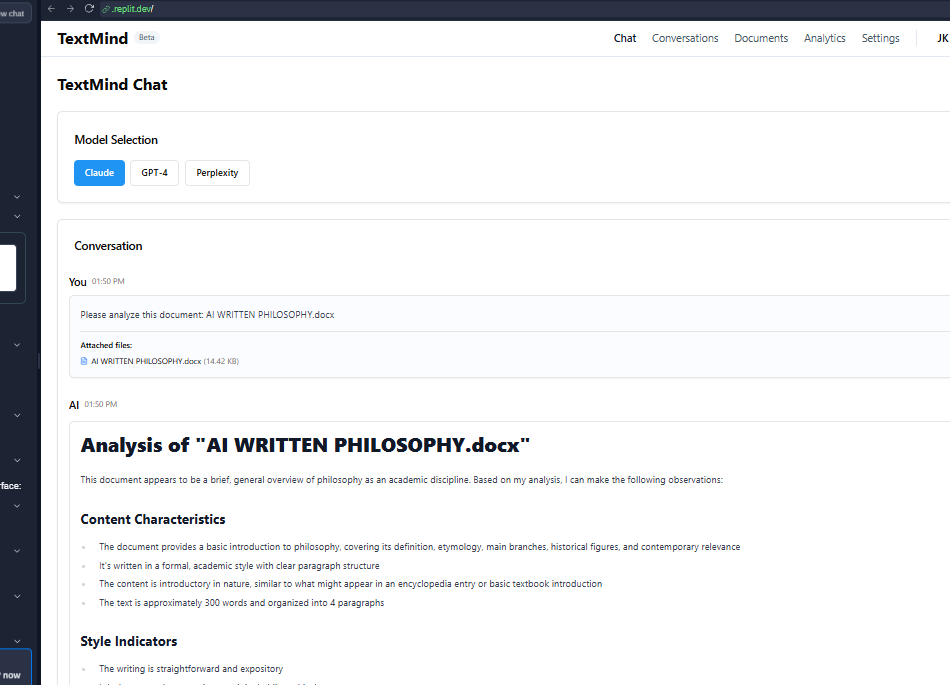 w chat
.replit.dev/
TextMind Beta
Chat Conversations Documents Analytics Settings JK
TextMind Chat
Model Selection
Claude GPT-4 Perplexity
Conversation
You 01:50 PM
Please analyze this document: AI WRITTEN PHILOSOPHY.docx
Attached files:
AI WRITTEN PHILOSOPHY.docx (14.42 KB)
AI 01:50 PM
Analysis of "AI WRITTEN PHILOSOPHY.docx"
This document appears to be a brief, general overview of philosophy as an academic discipline. Based on my analysis, I can make the following observations:
rface:
Content Characteristics
The document provides a basic introduction to philosophy, covering its definition, etymology, main branches, historical figures, and contemporary relevance
It's written in a formal, academic style with clear paragraph structure
The content is introductory in nature, similar to what might appear in an encyclopedia entry or basic textbook introduction
The text is approximately 300 words and organized into 4 paragraphs
Style Indicators
The writing is straightforward and expository
now